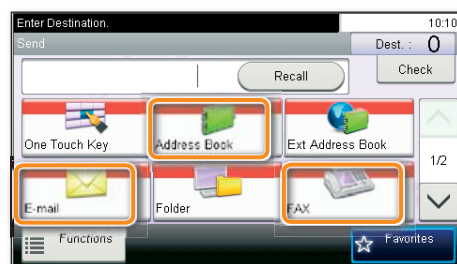 Enter Destination. 10:10
Send Dest. : 0
Recall Check
One Touch Key Address Book Ext Address Book
1/2
E-mail Folder FAX
Functions Favorites